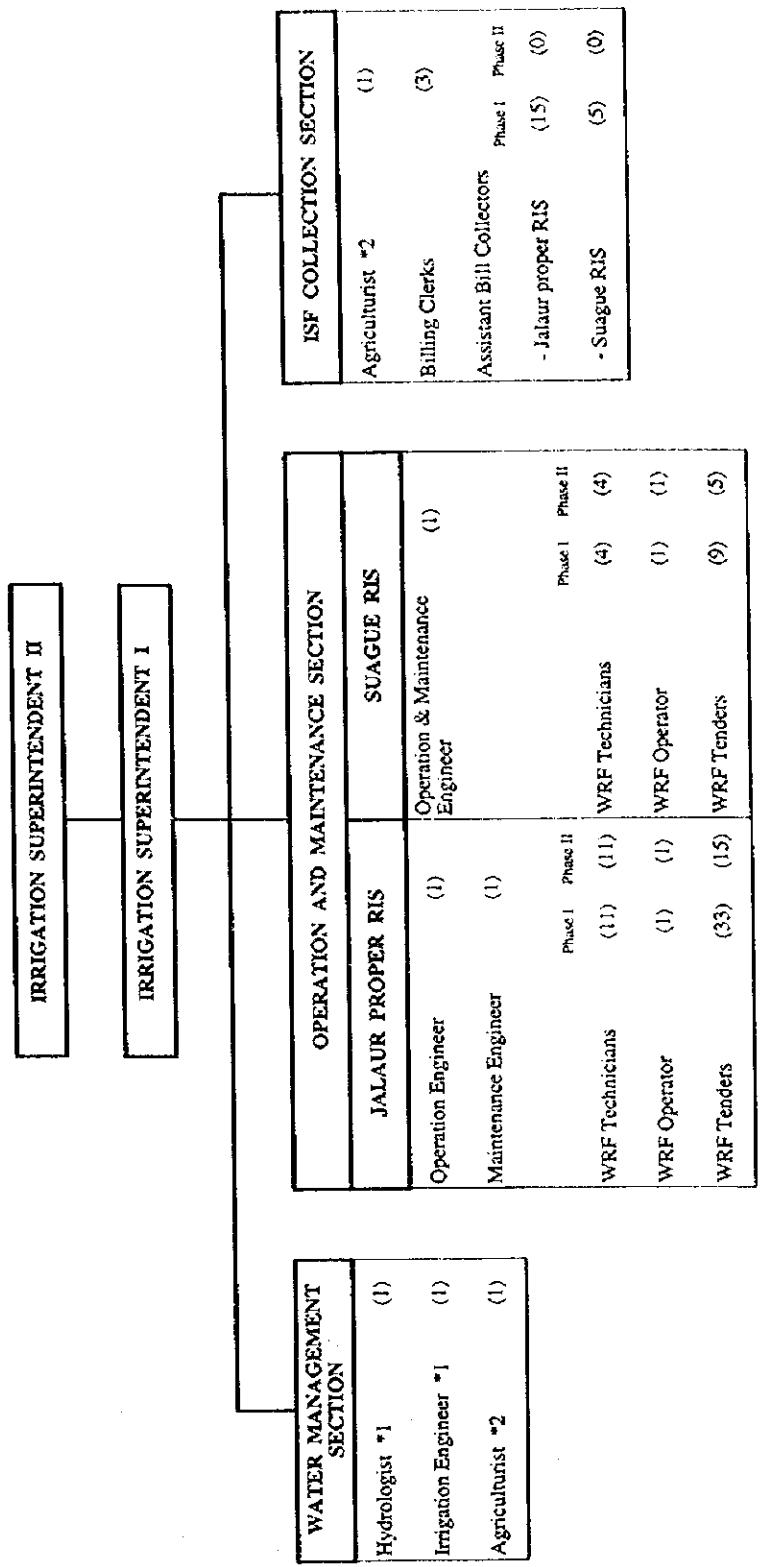 IRRIGATION SUPERINTENDENT II
IRRIGATION SUPERINTENDENT I
WATER MANAGEMENT
SECTION
Hydrologist *1 (1)
Irrigation Engineer *1 (1)
Agriculturist *2 (1)
OPERATION AND MAINTENANCE SECTION
JALAUR PROPER RIS
Operation Engineer (1)
Maintenance Engineer (1)
Phase I Phase II
WRF Technicians (11) (11)
WRF Operator (1) (1)
WRF Tenders (33) (15)
SUAGUE RIS
Operation & Maintenance
Engineer (1)
Phase I Phase II
WRF Technicians (4) (4)
WRF Operator (1) (1)
WRF Tenders (9) (5)
ISF COLLECTION SECTION
Agriculturist *2 (1)
Billing Clerks (3)
Assistant Bill Collectors
Phase I Phase II
- Jalaur proper RIS (15) (0)
- Suague RIS (5) (0)